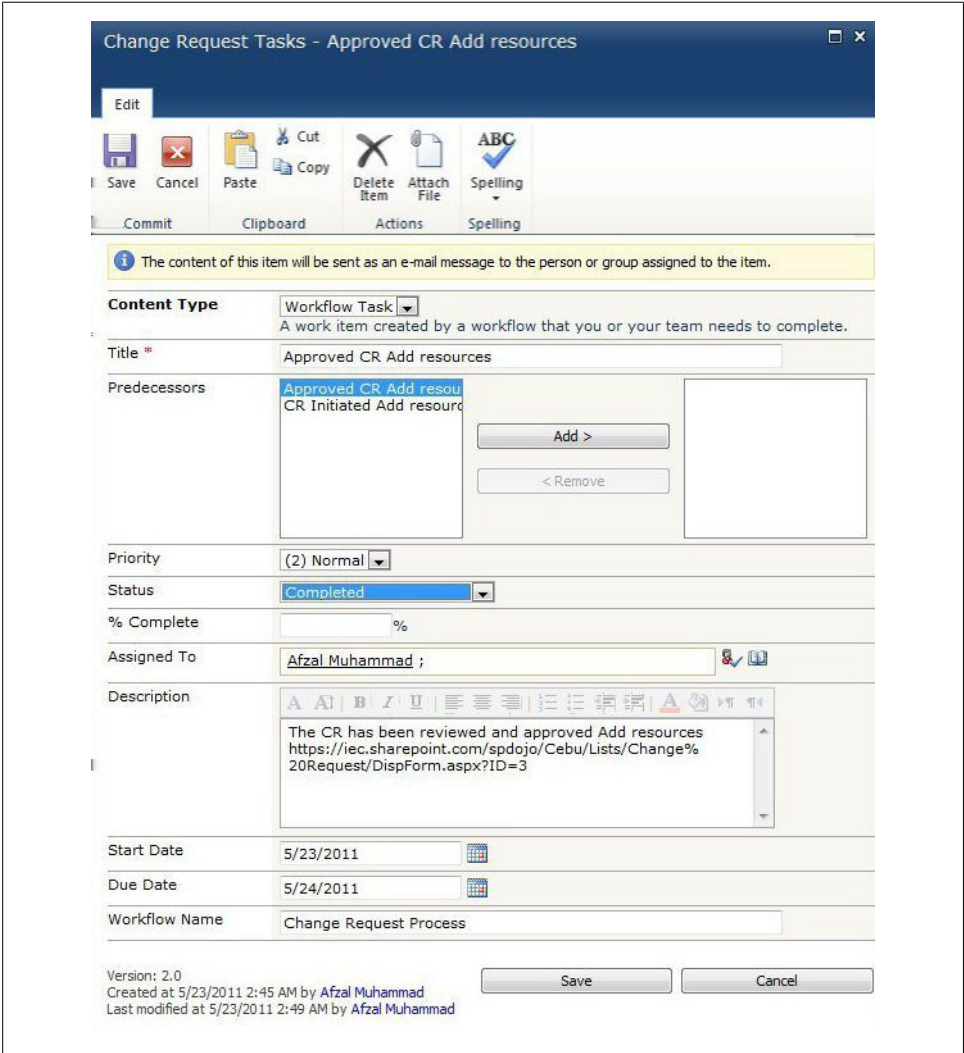 Change Request Tasks - Approved CR Add resources
Edit
Save
Cancel
Paste
Cut
Copy
Delete Item
Attach File
ABC
Spelling
Commit
Clipboard
Actions
Spelling
The content of this item will be sent as an e-mail message to the person or group assigned to the item.
Content Type
Workflow Task
A work item created by a workflow that you or your team needs to complete.
Title *
Approved CR Add resources
Predecessors
Approved CR Add resou
CR Initiated Add resourc
Add >
< Remove
Priority
(2) Normal
Status
Completed
% Complete
%
Assigned To
Afzal Muhammad ;
Description
A A B I U A
The CR has been reviewed and approved Add resources
https://iec.sharepoint.com/spdojo/Cebu/Lists/Change%
20Request/DispForm.aspx?ID=3
Start Date
5/23/2011
Due Date
5/24/2011
Workflow Name
Change Request Process
Version: 2.0
Created at 5/23/2011 2:45 AM by Afzal Muhammad
Last modified at 5/23/2011 2:49 AM by Afzal Muhammad
Save
Cancel